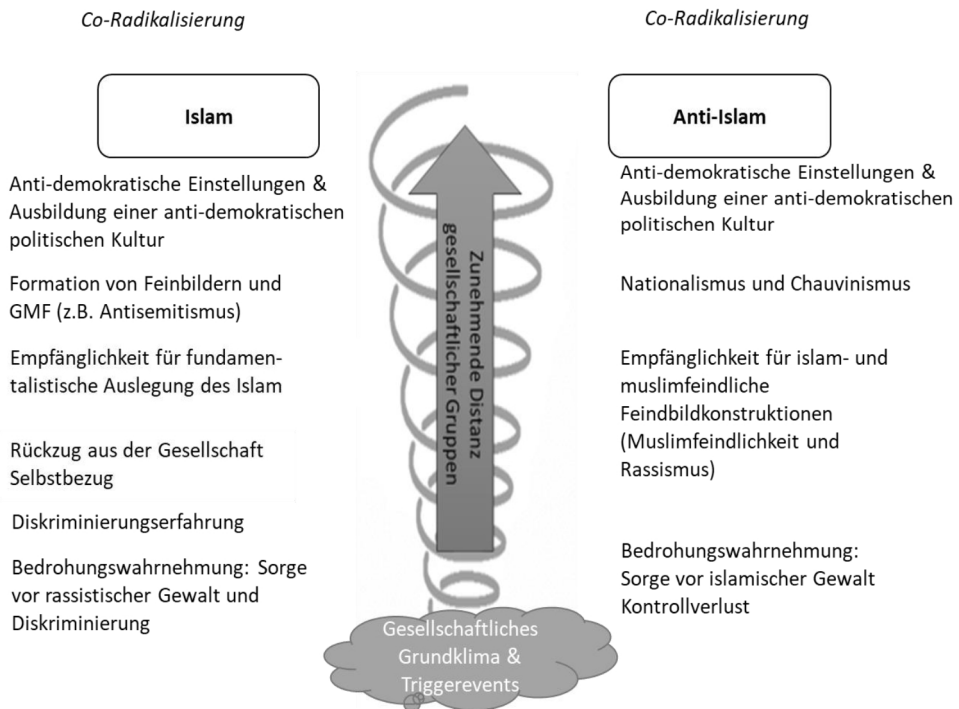 Co-Radikalisierung
Islam
Anti-demokratische Einstellungen &
Ausbildung einer anti-demokratischen
politischen Kultur
Formation von Feinbildern und
GMF (z.B. Antisemitismus)
Empfänglichkeit für fundamen-
talistische Auslegung des Islam
Rückzug aus der Gesellschaft
Selbstbezug
Diskriminierungserfahrung
Bedrohungswahrnehmung: Sorge
vor rassistischer Gewalt und
Diskriminierung
Zunehmende Distanz
gesellschaftlicher Gruppen
Gesellschaftliches
Grundklima &
Triggerevents
Co-Radikalisierung
Anti-Islam
Anti-demokratische Einstellungen &
Ausbildung einer anti-demokratischen
politischen Kultur
Nationalismus und Chauvinismus
Empfänglichkeit für islam- und
muslimfeindliche
Feindbildkonstruktionen
(Muslimfeindlichkeit und
Rassismus)
Bedrohungswahrnehmung:
Sorge vor islamischer Gewalt
Kontrollverlust